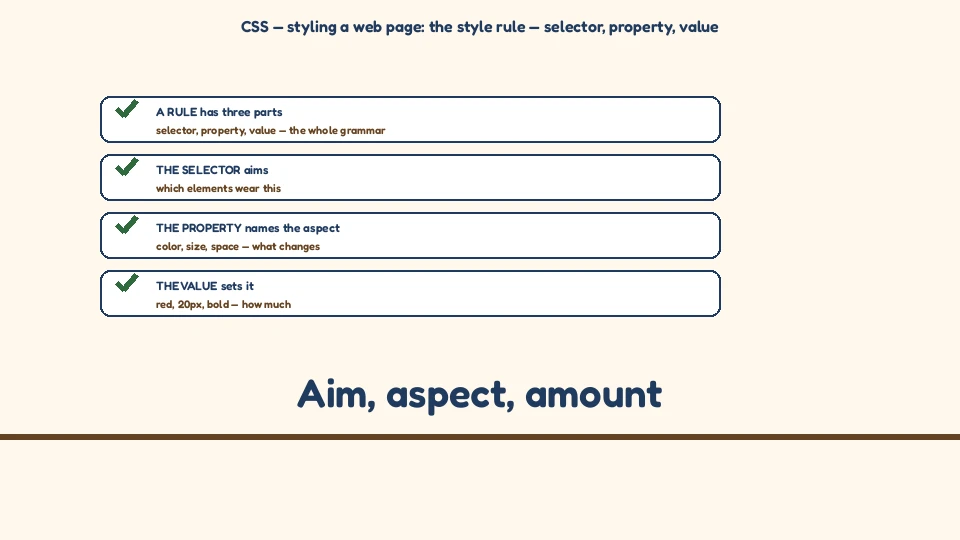 CSS — styling a web page: the style rule — selector, property, value
A RULE has three parts
selector, property, value — the whole grammar
THE SELECTOR aims
which elements wear this
THE PROPERTY names the aspect
color, size, space — what changes
THE VALUE sets it
red, 20px, bold — how much
Aim, aspect, amount